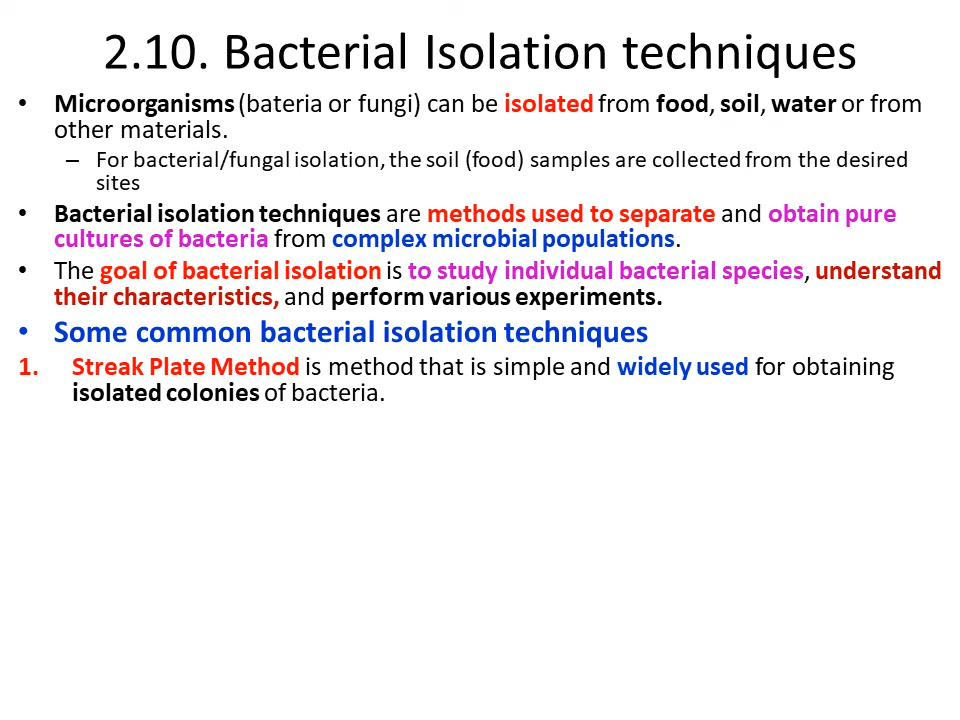 2.10. Bacterial Isolation techniques
• Microorganisms (bateria or fungi) can be isolated from food, soil, water or from
other materials.
– For bacterial/fungal isolation, the soil (food) samples are collected from the desired
sites
• Bacterial isolation techniques are methods used to separate and obtain pure
cultures of bacteria from complex microbial populations.
• The goal of bacterial isolation is to study individual bacterial species, understand
their characteristics, and perform various experiments.
• Some common bacterial isolation techniques
1. Streak Plate Method is method that is simple and widely used for obtaining
isolated colonies of bacteria.